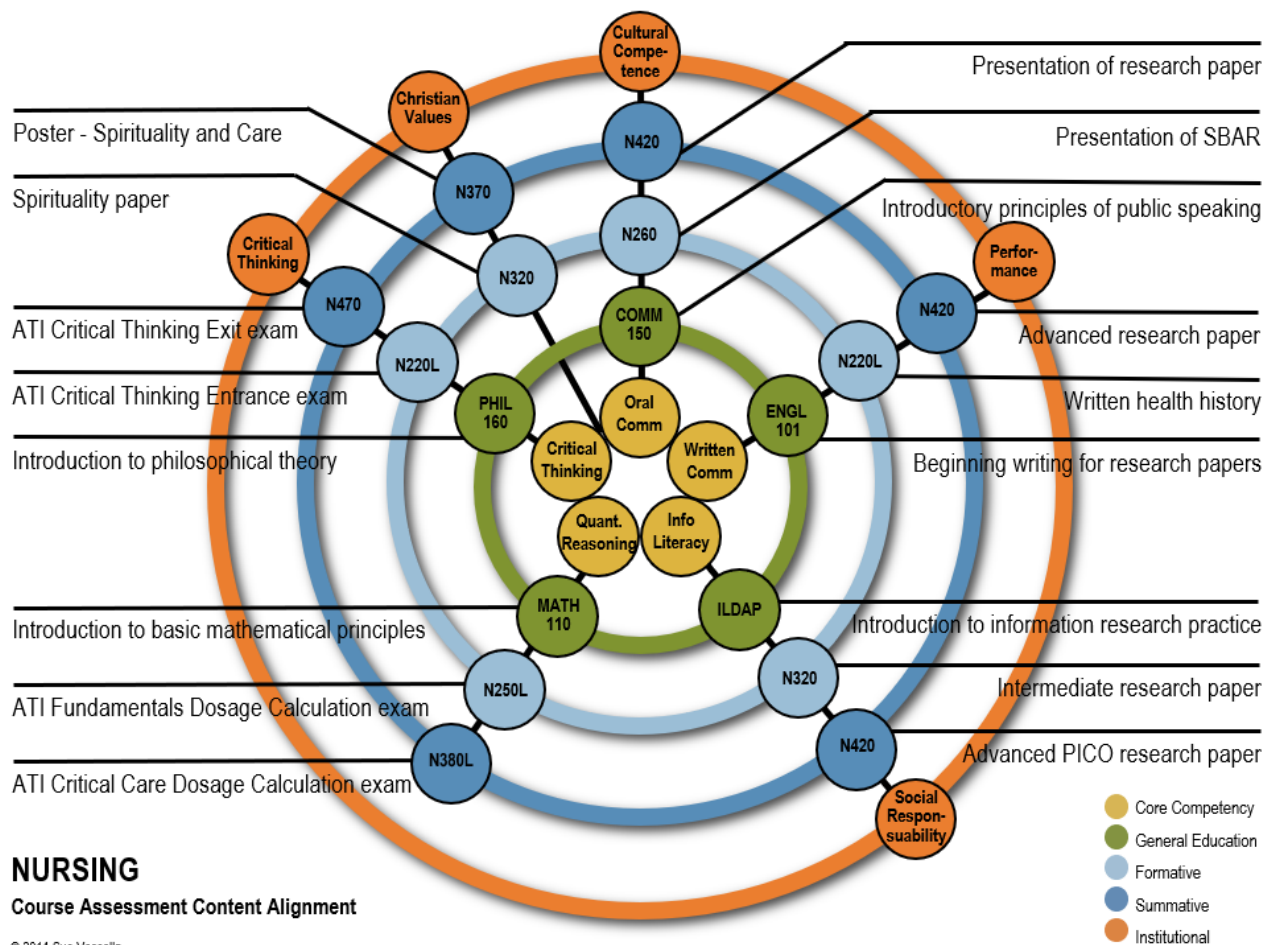 Cultural
Compe-
tence
Christian
Values
N420
Presentation of research paper
Poster - Spirituality and Care
Presentation of SBAR
N370
Spirituality paper
Introductory principles of public speaking
N260
Critical
Thinking
Perfor-
mance
N320
N470
N420
ATI Critical Thinking Exit exam
COMM
150
Advanced research paper
N220L
N220L
ATI Critical Thinking Entrance exam
Written health history
PHIL
160
Oral
Comm
ENGL
101
Introduction to philosophical theory
Critical
Thinking
Written
Comm
Beginning writing for research papers
Quant.
Reasoning
Info
Literacy
MATH
110
ILDAP
Introduction to basic mathematical principles
Introduction to information research practice
N250L
N320
ATI Fundamentals Dosage Calculation exam
Intermediate research paper
N380L
N420
ATI Critical Care Dosage Calculation exam
Advanced PICO research paper
Social
Respon-
suability
Core Competency
General Education
Formative
Summative
Institutional
NURSING
Course Assessment Content Alignment